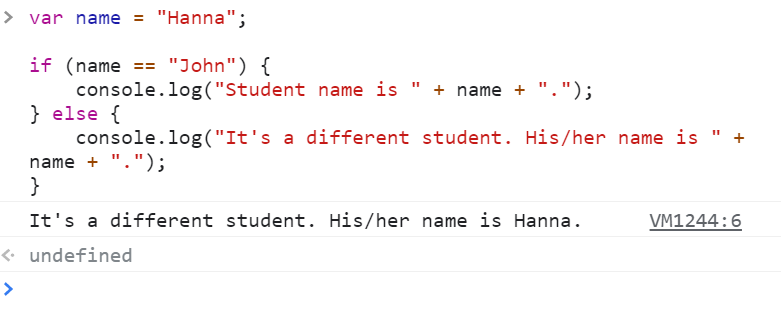 var name = "Hanna";
if (name == "John") {
    console.log("Student name is " + name + ".");
} else {
    console.log("It's a different student. His/her name is " +
name + ".");
}
It's a different student. His/her name is Hanna. VM1244:6
undefined